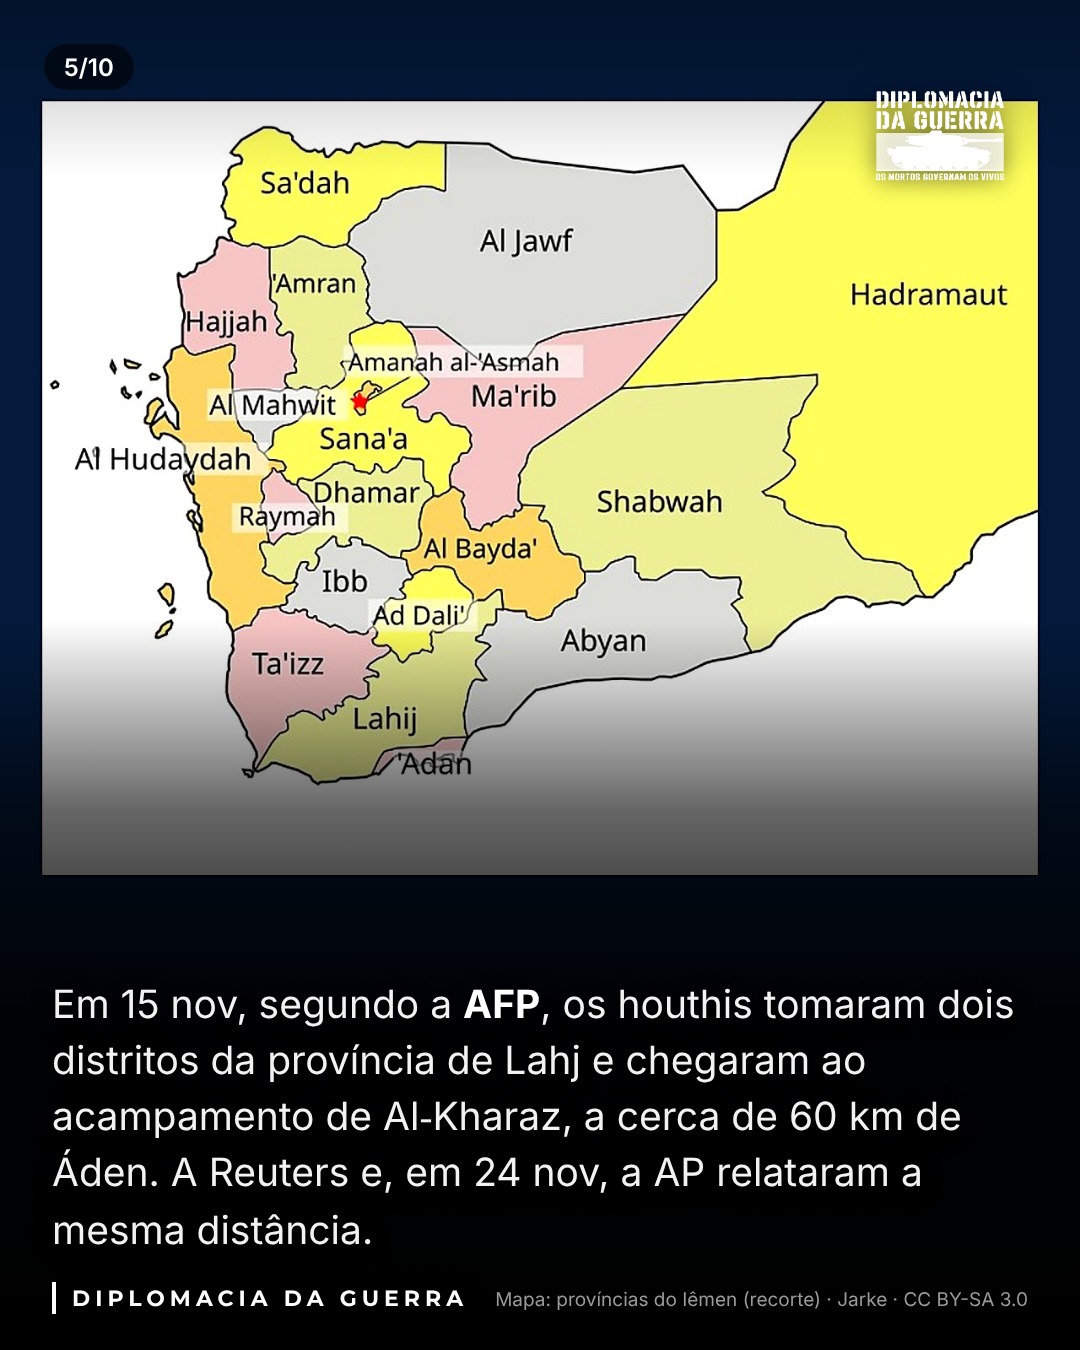 5/10
DIPLOMACIA
DA GUERRA
OS MORTOS GOVERNAM OS VIVOS
Sa'dah
Al Jawf
'Amran
Hadramaut
Hajjah
Amanah al-'Asmah
Ma'rib
Al Mahwit
Sana'a
Al Hudaydah
Dhamar
Shabwah
Raymah
Al Bayda'
Ibb
Ad Dali'
Abyan
Ta'izz
Lahij
'Adan
Em 15 nov, segundo a AFP, os houthis tomaram dois
distritos da província de Lahj e chegaram ao
acampamento de Al-Kharaz, a cerca de 60 km de
Áden. A Reuters e, em 24 nov, a AP relataram a
mesma distância.
DIPLOMACIA DA GUERRA
Mapa: províncias do Iêmen (recorte) · Jarke · CC BY-SA 3.0